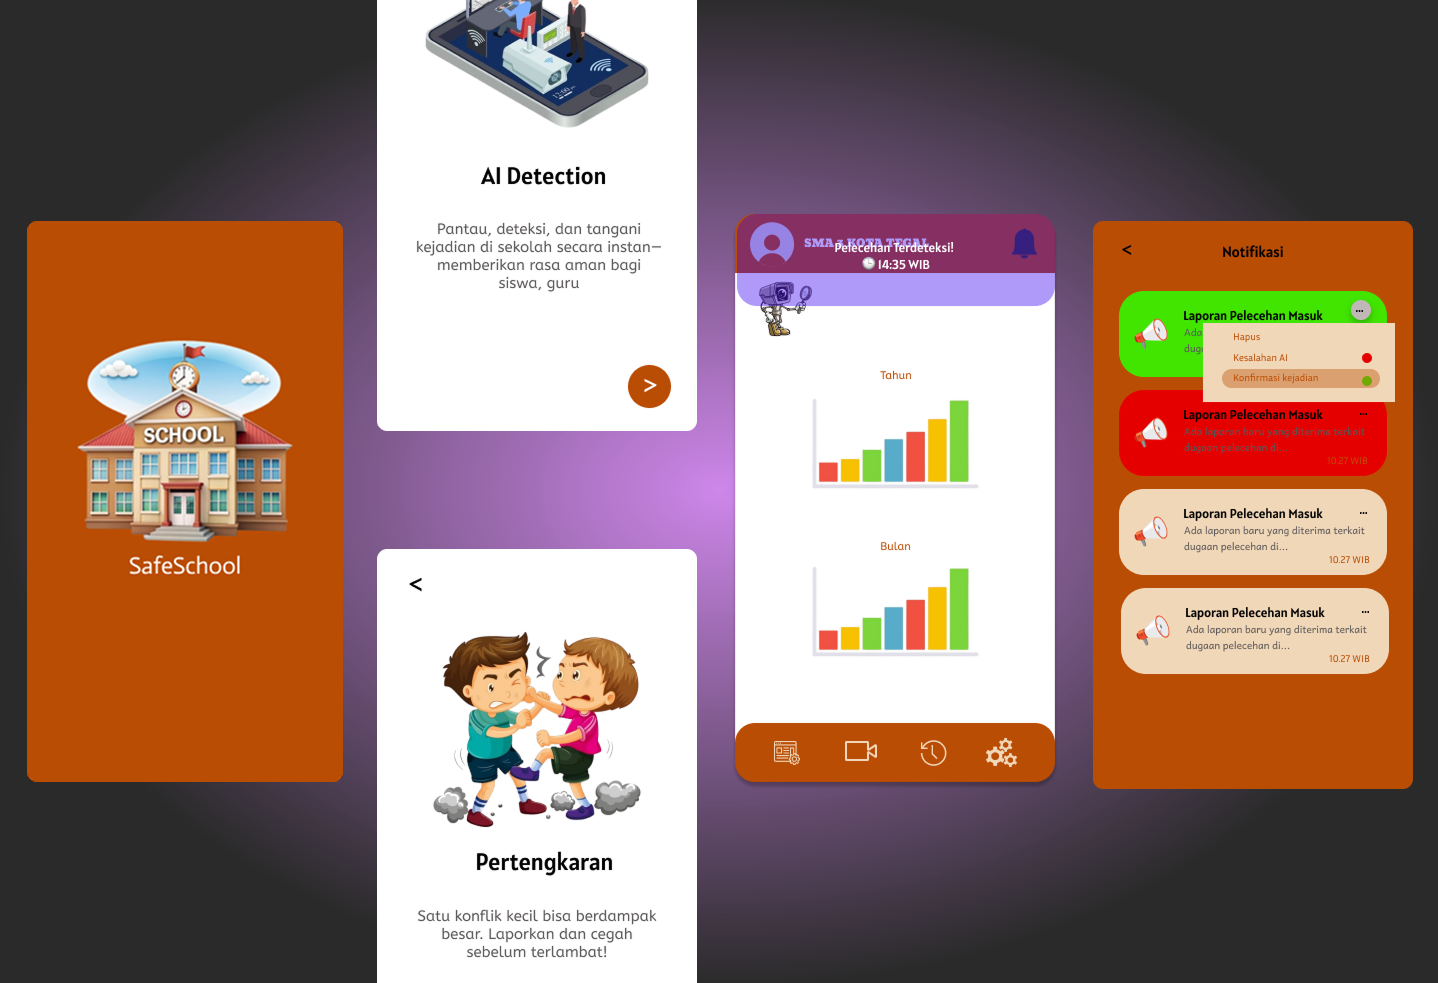 SCHOOL
SafeSchool
12:00
AI Detection
Pantau, deteksi, dan tangani
kejadian di sekolah secara instan—
memberikan rasa aman bagi
siswa, guru
>
<
Pertengkaran
Satu konflik kecil bisa berdampak
besar. Laporkan dan cegah
sebelum terlambat!
SMA 1 KOTA TEGAL
Pelecehan Terdeteksi!
14:35 WIB
Tahun
Bulan
<
Notifikasi
Laporan Pelecehan Masuk
...
Ada
dug
Hapus
Kesalahan AI
Konfirmasi kejadian
Laporan Pelecehan Masuk
...
Ada laporan baru yang diterima terkait
dugaan pelecehan di...
10.27 WIB
Laporan Pelecehan Masuk
...
Ada laporan baru yang diterima terkait
dugaan pelecehan di...
10.27 WIB
Laporan Pelecehan Masuk
...
Ada laporan baru yang diterima terkait
dugaan pelecehan di...
10.27 WIB